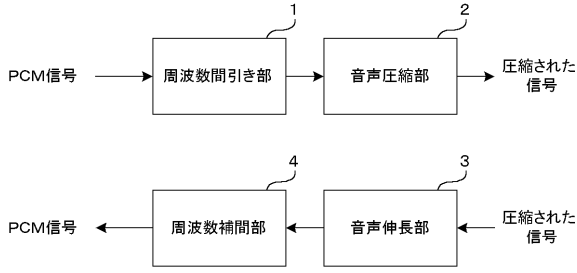 1
2
PCM信号
周波数間引き部
音声圧縮部
圧縮された
信号
4
3
PCM信号
周波数補間部
音声伸長部
圧縮された
信号